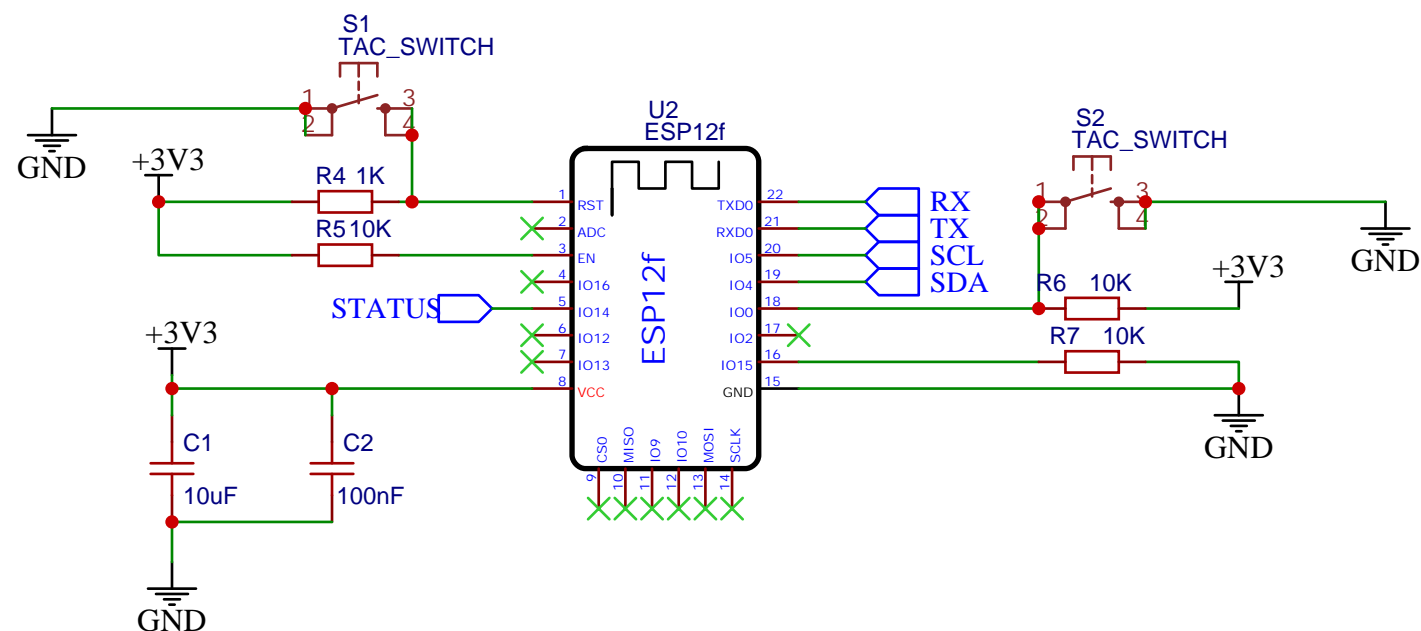 S1
TAC_SWITCH
1
2
3
4
GND
+3V3
R4 1K
R5 10K
STATUS
+3V3
C1
10uF
C2
100nF
GND
U2
ESP12f
ESP12f
1 RST
2 ADC
3 EN
4 IO16
5 IO14
6 IO12
7 IO13
8 VCC
9 CS0
10 MISO
11 IO9
12 IO10
13 MOSI
14 SCLK
TXD0 22 RX
RXD0 21 TX
IO5 20 SCL
IO4 19 SDA
IO0 18
IO2 17
IO15 16
GND 15
S2
TAC_SWITCH
1
2
3
4
GND
+3V3
R6 10K
R7 10K
GND